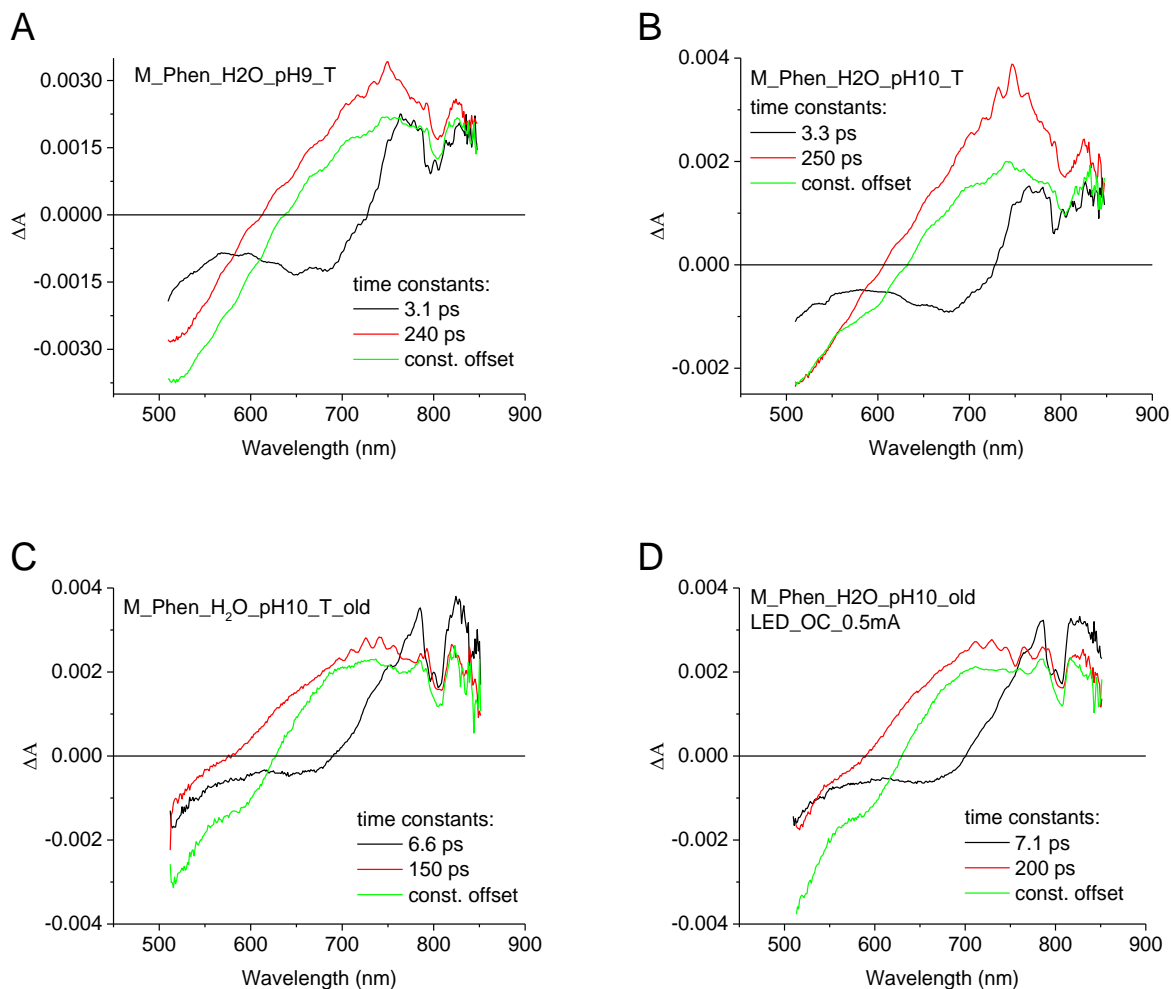 A
M_Phen_H2O_pH9_T
0.0030
0.0015
0.0000
-0.0015
-0.0030
ΔA
time constants:
3.1 ps
240 ps
const. offset
500 600 700 800 900
Wavelength (nm)
B
M_Phen_H2O_pH10_T
time constants:
3.3 ps
250 ps
const. offset
0.004
0.002
0.000
-0.002
ΔA
500 600 700 800 900
Wavelength (nm)
C
M_Phen_H₂O_pH10_T_old
0.004
0.002
0.000
-0.002
-0.004
ΔA
time constants:
6.6 ps
150 ps
const. offset
500 600 700 800 900
Wavelength (nm)
D
M_Phen_H2O_pH10_old
LED_OC_0.5mA
0.004
0.002
0.000
-0.002
-0.004
ΔA
time constants:
7.1 ps
200 ps
const. offset
500 600 700 800 900
Wavelength (nm)